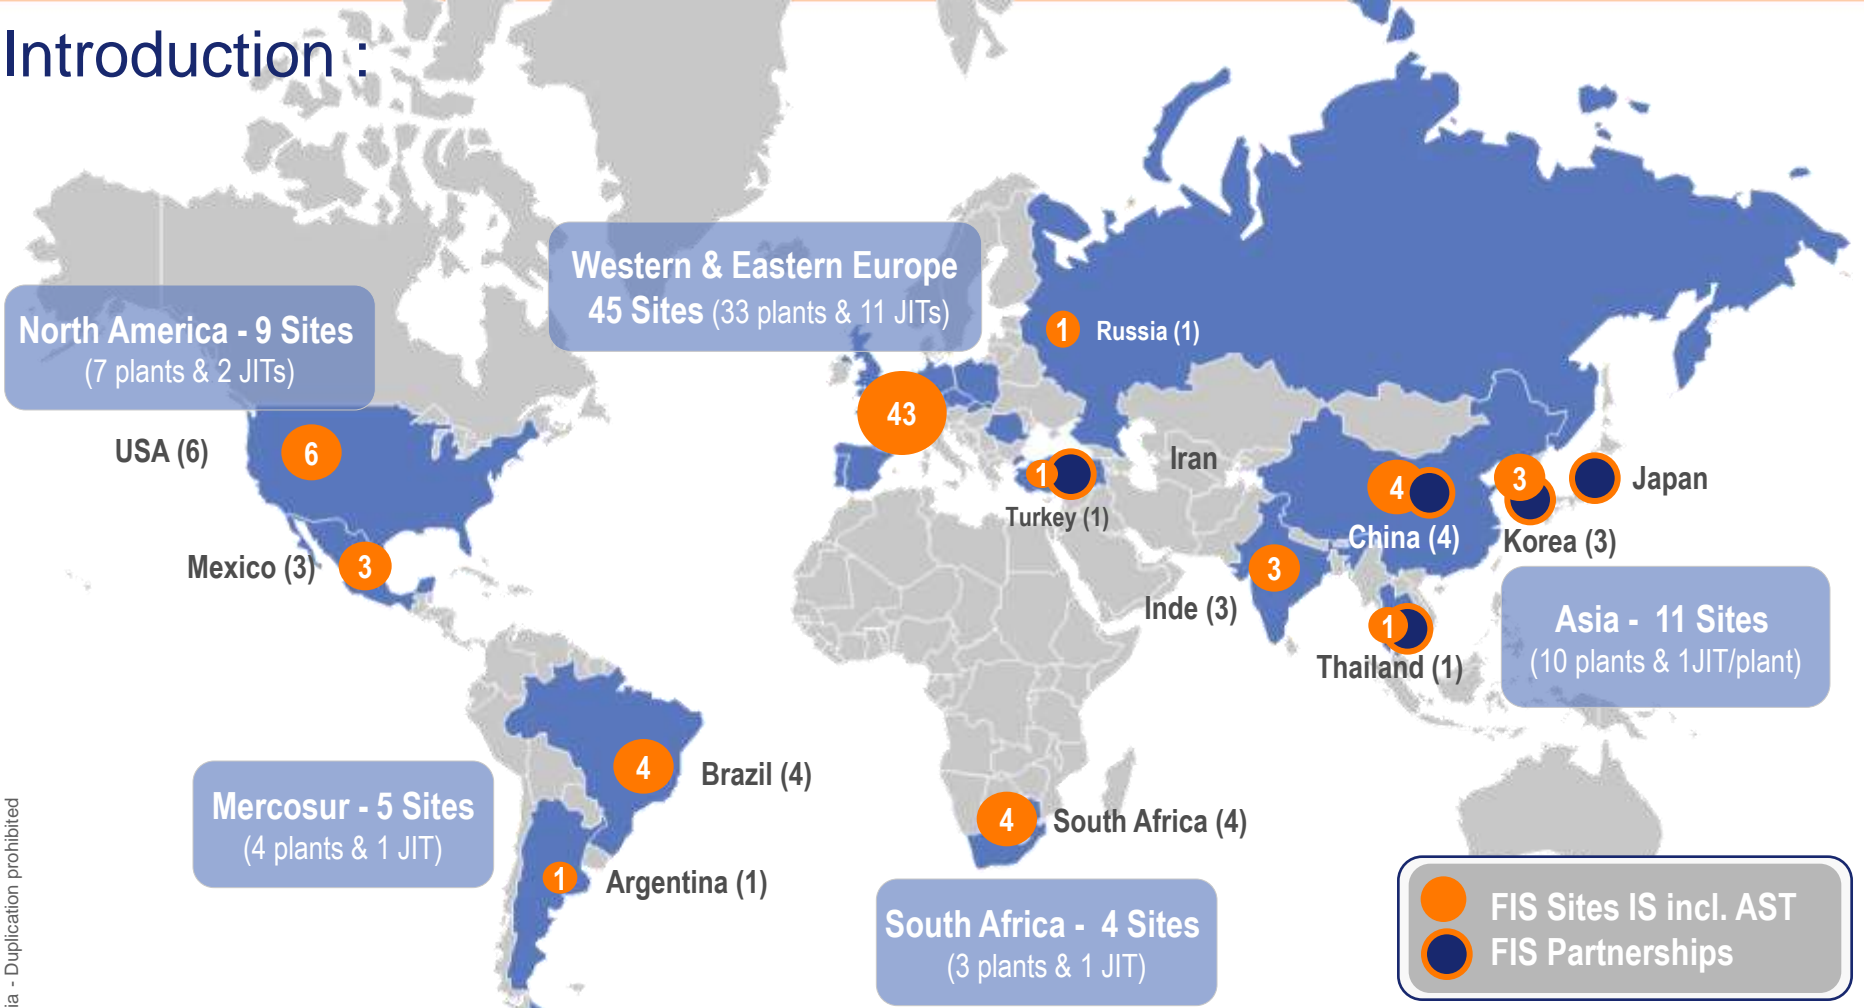 Introduction :
Western & Eastern Europe
45 Sites (33 plants & 11 JITs)
North America - 9 Sites
(7 plants & 2 JITs)
1
Russia (1)
43
USA (6)
6
Iran
1
Turkey (1)
4
China (4)
3
Korea (3)
Japan
Mexico (3)
3
3
Inde (3)
1
Thailand (1)
Asia - 11 Sites
(10 plants & 1JIT/plant)
4
Brazil (4)
Mercosur - 5 Sites
(4 plants & 1 JIT)
1
Argentina (1)
4
South Africa (4)
South Africa - 4 Sites
(3 plants & 1 JIT)
FIS Sites IS incl. AST
FIS Partnerships
ia - Duplication prohibited